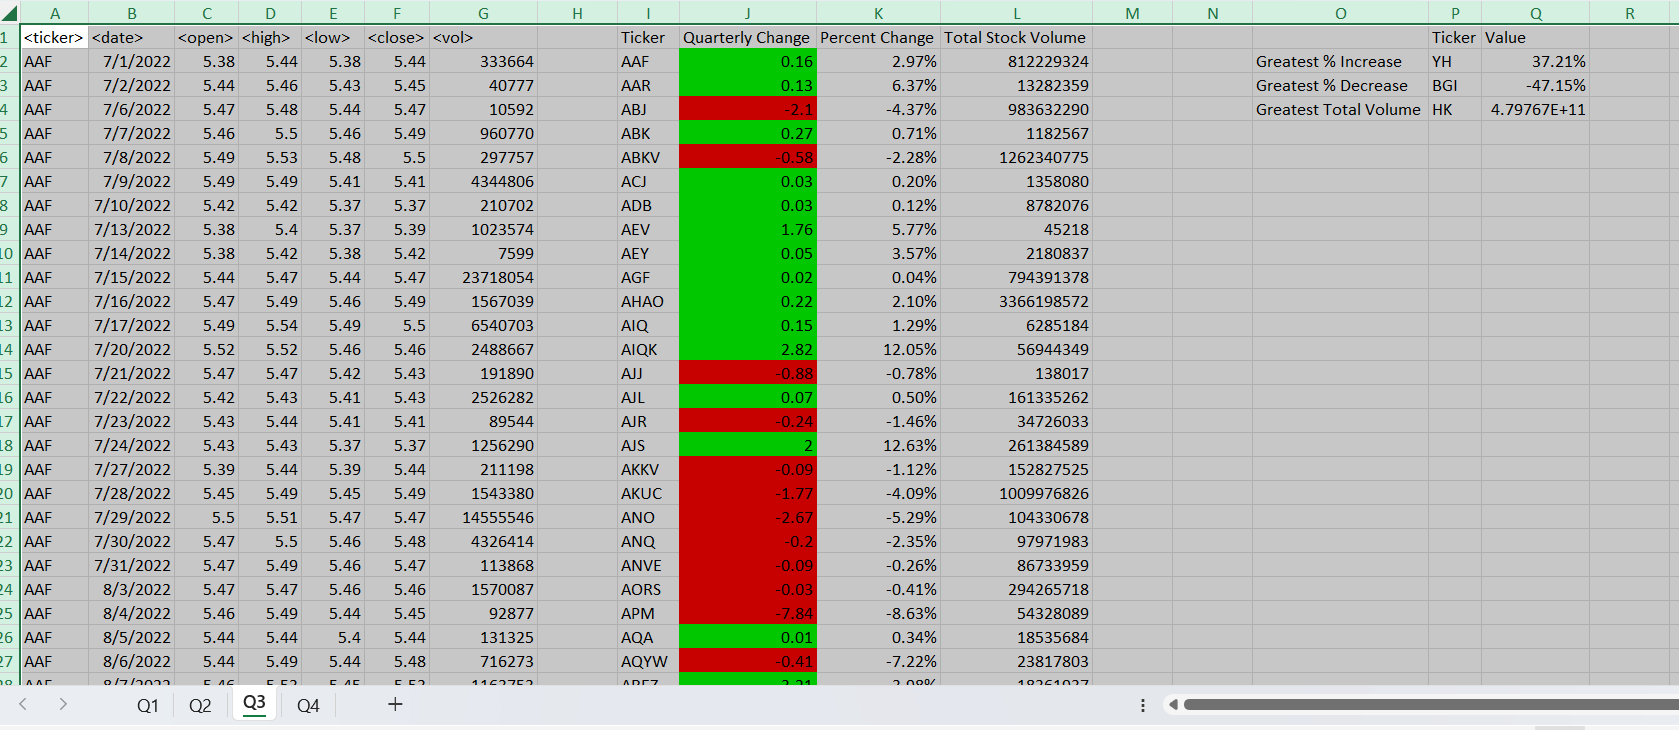 A B C D E F G H I J K L M N O P Q R
1 <ticker> <date> <open> <high> <low> <close> <vol> Ticker Quarterly Change Percent Change Total Stock Volume Ticker Value
2 AAF 7/1/2022 5.38 5.44 5.38 5.44 333664 AAF 0.16 2.97% 812229324 Greatest % Increase YH 37.21%
3 AAF 7/2/2022 5.44 5.46 5.43 5.45 40777 AAR 0.13 6.37% 13282359 Greatest % Decrease BGI -47.15%
4 AAF 7/6/2022 5.47 5.48 5.44 5.47 10592 ABJ -2.1 -4.37% 983632290 Greatest Total Volume HK 4.79767E+11
5 AAF 7/7/2022 5.46 5.5 5.46 5.49 960770 ABK 0.27 0.71% 1182567
6 AAF 7/8/2022 5.49 5.53 5.48 5.5 297757 ABKV -0.58 -2.28% 1262340775
7 AAF 7/9/2022 5.49 5.49 5.41 5.41 4344806 ACJ 0.03 0.20% 1358080
8 AAF 7/10/2022 5.42 5.42 5.37 5.37 210702 ADB 0.03 0.12% 8782076
9 AAF 7/13/2022 5.38 5.4 5.37 5.39 1023574 AEV 1.76 5.77% 45218
10 AAF 7/14/2022 5.38 5.42 5.38 5.42 7599 AEY 0.05 3.57% 2180837
11 AAF 7/15/2022 5.44 5.47 5.44 5.47 23718054 AGF 0.02 0.04% 794391378
12 AAF 7/16/2022 5.47 5.49 5.46 5.49 1567039 AHAO 0.22 2.10% 3366198572
13 AAF 7/17/2022 5.49 5.54 5.49 5.5 6540703 AIQ 0.15 1.29% 6285184
14 AAF 7/20/2022 5.52 5.52 5.46 5.46 2488667 AIQK 2.82 12.05% 56944349
15 AAF 7/21/2022 5.47 5.47 5.42 5.43 191890 AJJ -0.88 -0.78% 138017
16 AAF 7/22/2022 5.42 5.43 5.41 5.43 2526282 AJL 0.07 0.50% 161335262
17 AAF 7/23/2022 5.43 5.44 5.41 5.41 89544 AJR -0.24 -1.46% 34726033
18 AAF 7/24/2022 5.43 5.43 5.37 5.37 1256290 AJS 2 12.63% 261384589
19 AAF 7/27/2022 5.39 5.44 5.39 5.44 211198 AKKV -0.09 -1.12% 152827525
20 AAF 7/28/2022 5.45 5.49 5.45 5.49 1543380 AKUC -1.77 -4.09% 1009976826
21 AAF 7/29/2022 5.5 5.51 5.47 5.47 14555546 ANO -2.67 -5.29% 104330678
22 AAF 7/30/2022 5.47 5.5 5.46 5.48 4326414 ANQ -0.2 -2.35% 97971983
23 AAF 7/31/2022 5.47 5.49 5.46 5.47 113868 ANVE -0.09 -0.26% 86733959
24 AAF 8/3/2022 5.47 5.47 5.46 5.46 1570087 AORS -0.03 -0.41% 294265718
25 AAF 8/4/2022 5.46 5.49 5.44 5.45 92877 APM -7.84 -8.63% 54328089
26 AAF 8/5/2022 5.44 5.44 5.4 5.44 131325 AQA 0.01 0.34% 18535684
27 AAF 8/6/2022 5.44 5.49 5.44 5.48 716273 AQYW -0.41 -7.22% 23817803
Q1 Q2 Q3 Q4 +